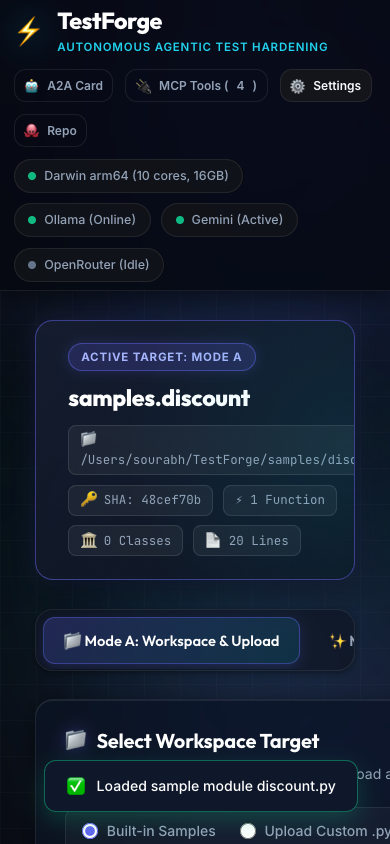 TestForge
AUTONOMOUS AGENTIC TEST HARDENING
A2A Card
MCP Tools ( 4 )
Settings
Repo
Darwin arm64 (10 cores, 16GB)
Ollama (Online)
Gemini (Active)
OpenRouter (Idle)
ACTIVE TARGET: MODE A
samples.discount
/Users/sourabh/TestForge/samples/disc
SHA: 48cef70b
1 Function
0 Classes
20 Lines
Mode A: Workspace & Upload
Select Workspace Target
Loaded sample module discount.py
Built-in Samples
Upload Custom .py